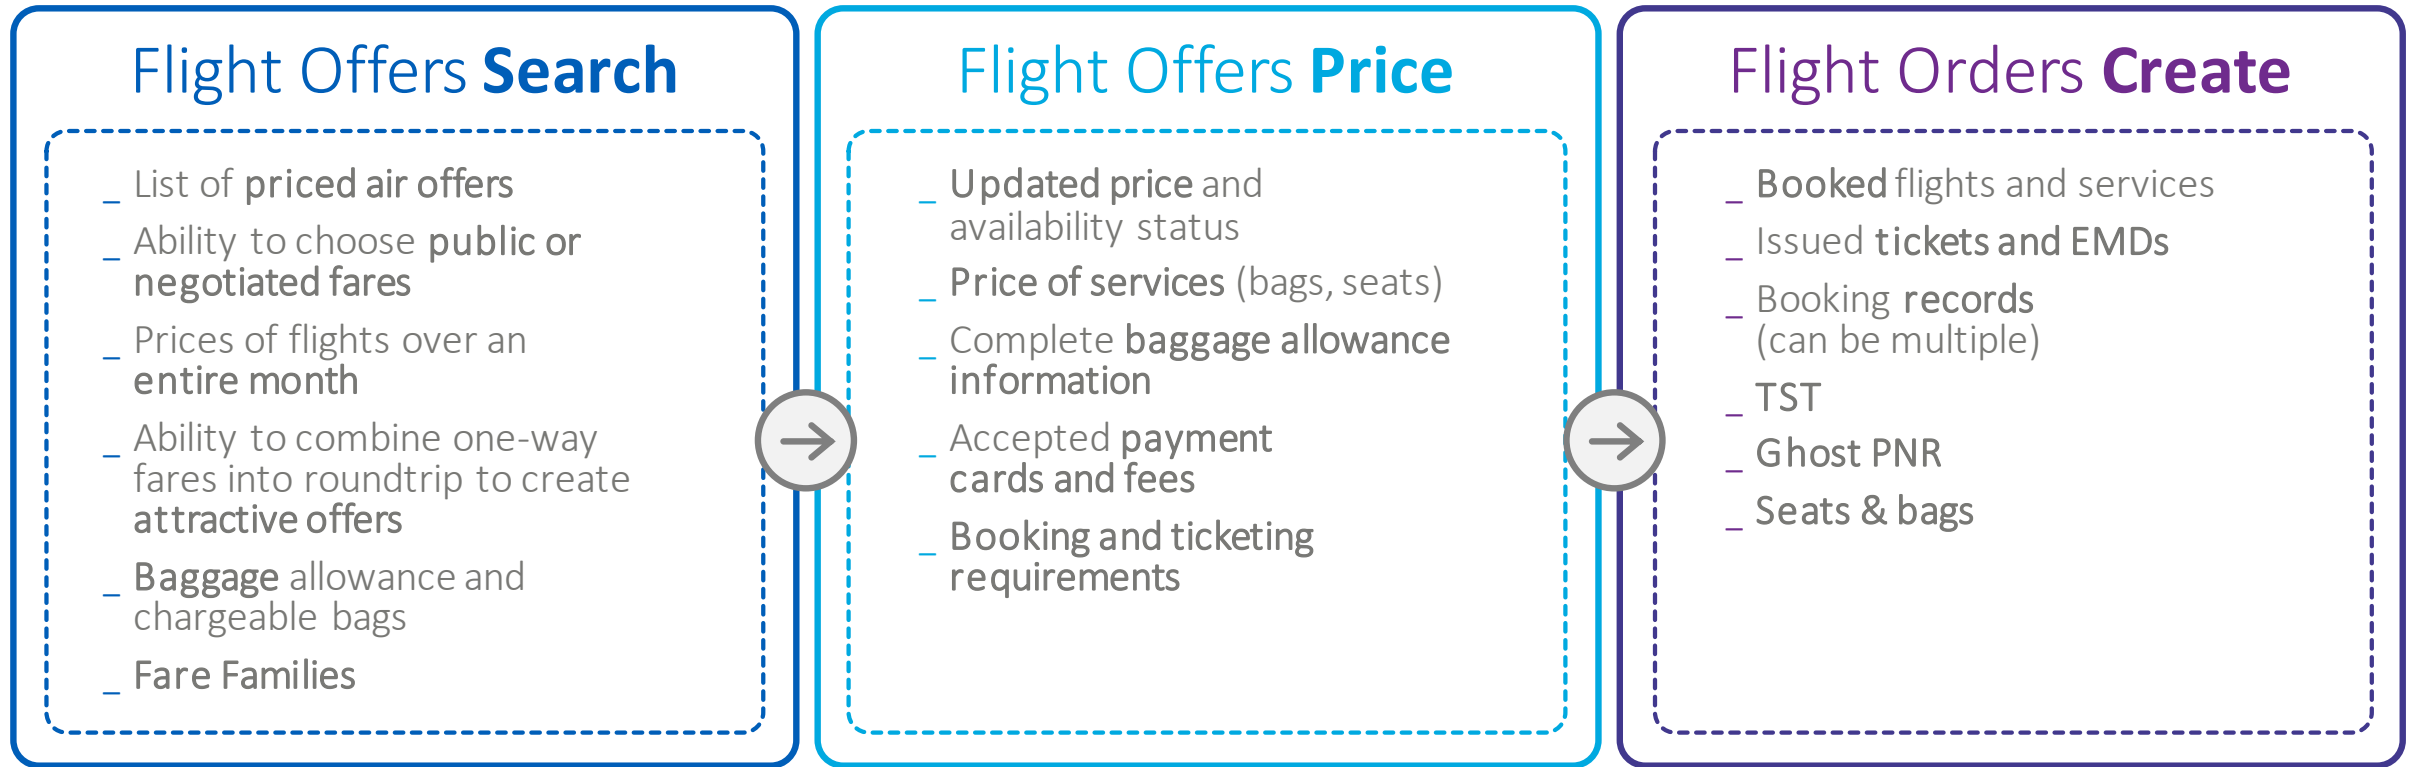 Flight Offers Search
_ List of priced air offers
_ Ability to choose public or
negotiated fares
_ Prices of flights over an
entire month
_ Ability to combine one-way
fares into roundtrip to create
attractive offers
_ Baggage allowance and
chargeable bags
_ Fare Families
Flight Offers Price
_ Updated price and
availability status
_ Price of services (bags, seats)
_ Complete baggage allowance
information
_ Accepted payment
cards and fees
_ Booking and ticketing
requirements
Flight Orders Create
_ Booked flights and services
_ Issued tickets and EMDs
_ Booking records
(can be multiple)
_ TST
_ Ghost PNR
_ Seats & bags